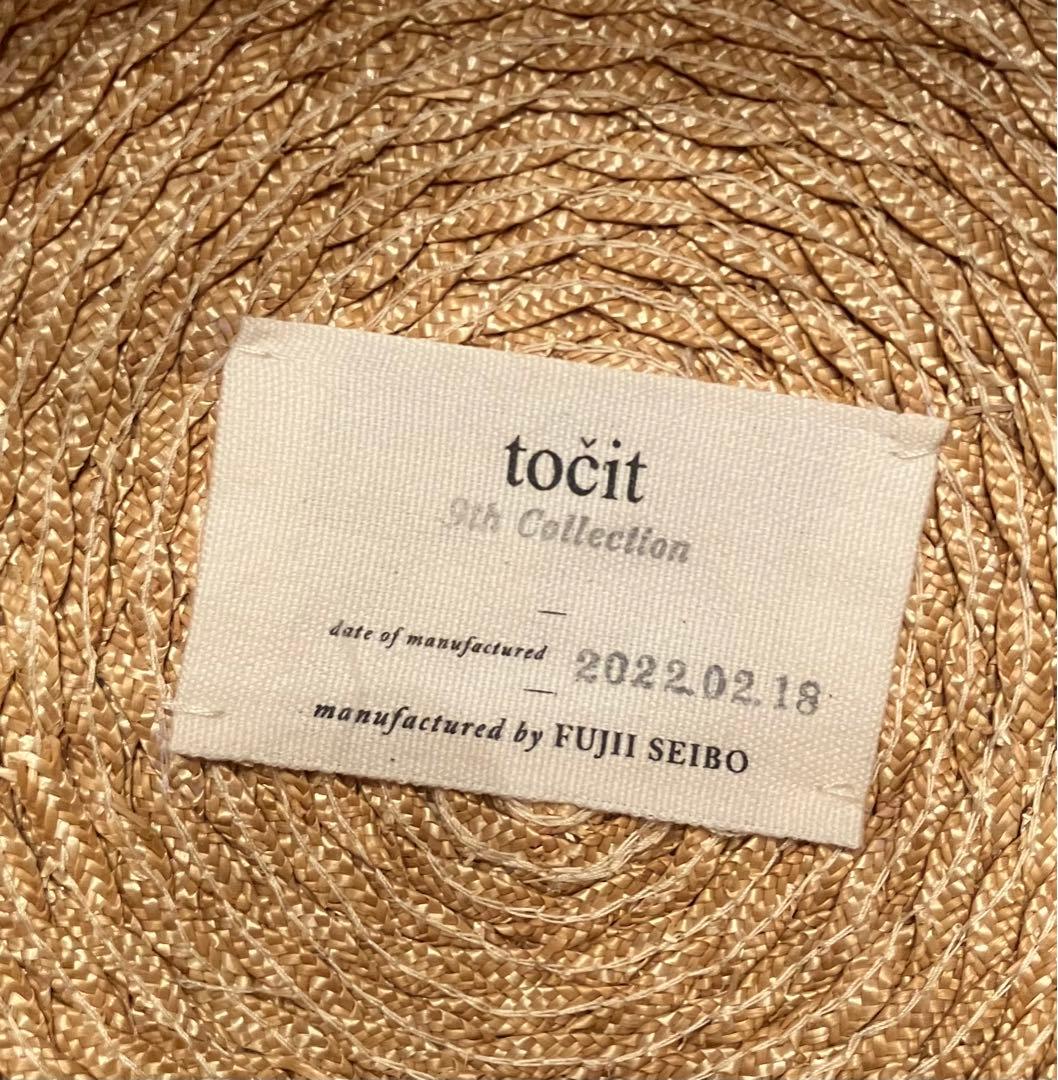 točit
9th Collection
—
date of manufactured 2022.02.18
—
manufactured by FUJII SEIBO